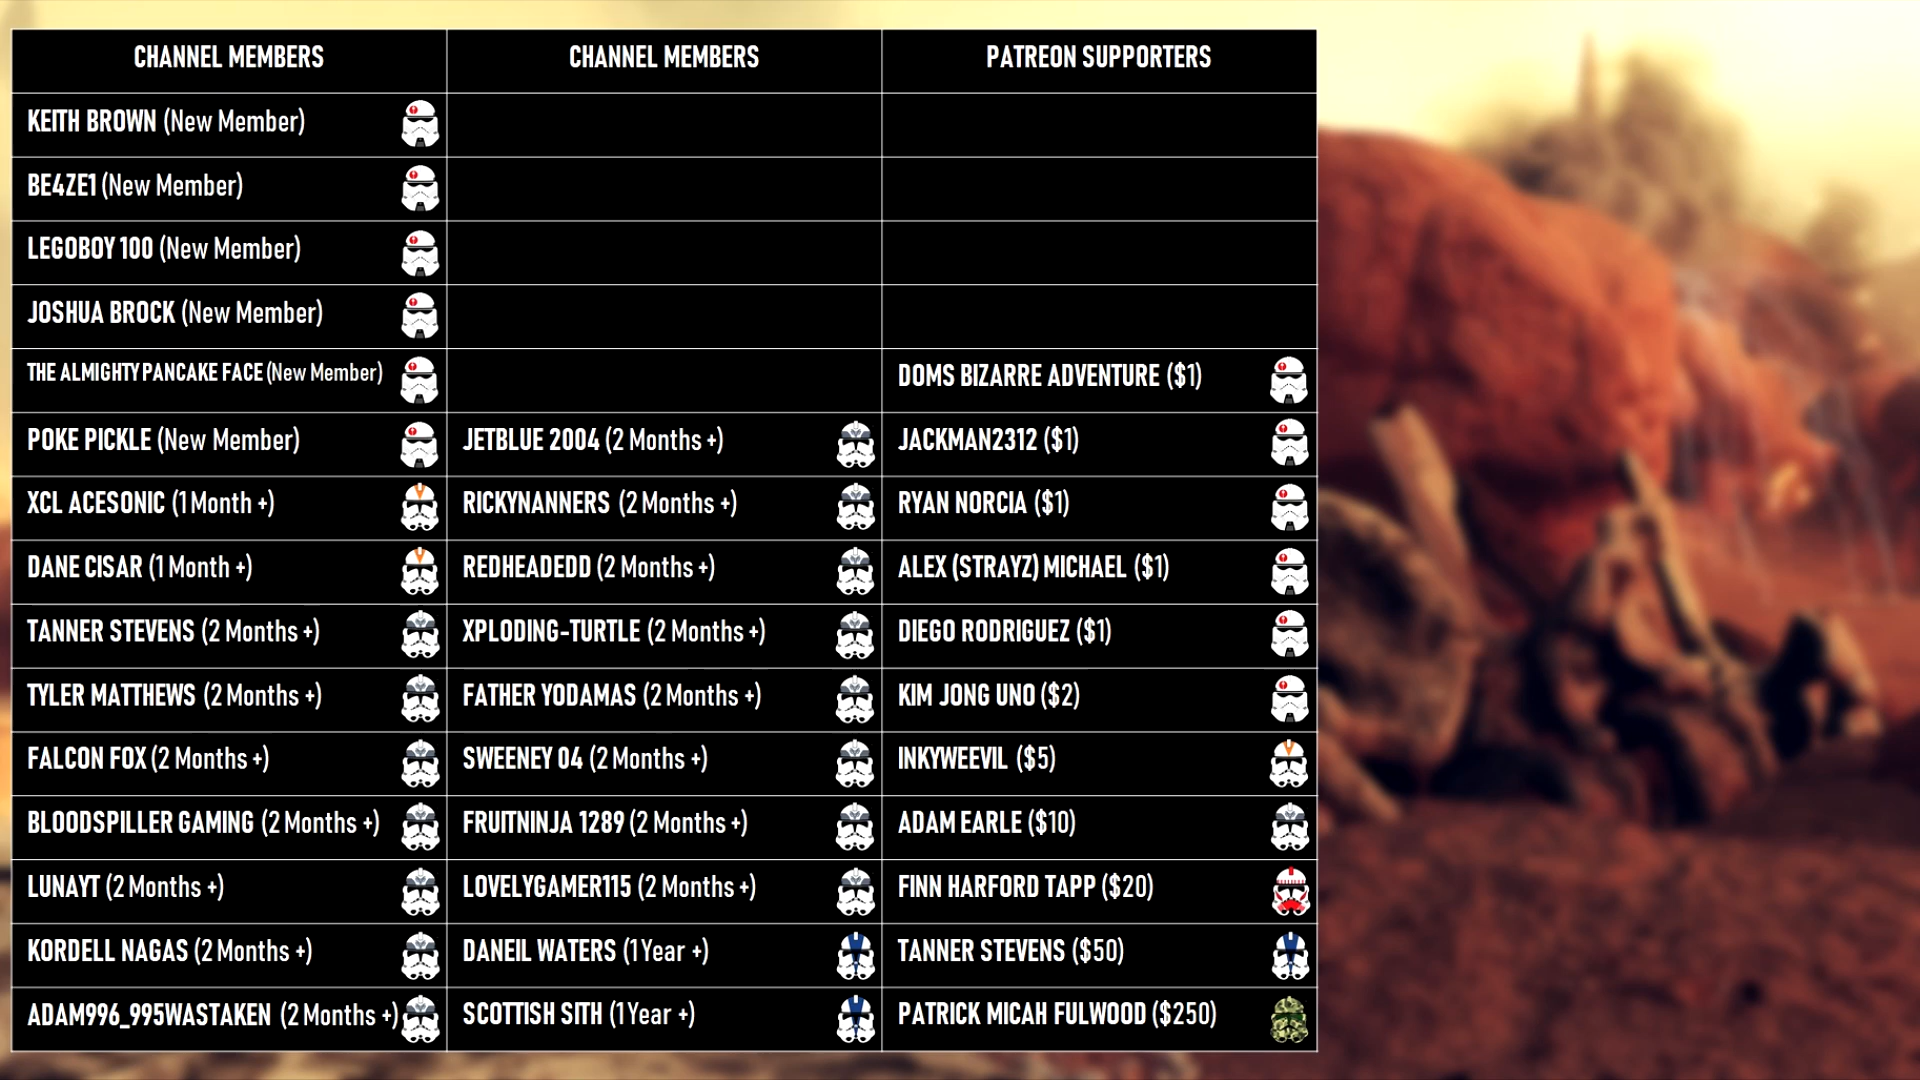 CHANNEL MEMBERS CHANNEL MEMBERS PATREON SUPPORTERS
KEITH BROWN (New Member)
BE4ZE1 (New Member)
LEGOBOY 100 (New Member)
JOSHUA BROCK (New Member)
THE ALMIGHTY PANCAKE FACE (New Member) DOMS BIZARRE ADVENTURE ($1)
POKE PICKLE (New Member) JETBLUE 2004 (2 Months +) JACKMAN2312 ($1)
XCL ACESONIC (1 Month +) RICKYNANNERS (2 Months +) RYAN NORCIA ($1)
DANE CISAR (1 Month +) REDHEADEDD (2 Months +) ALEX (STRAYZ) MICHAEL ($1)
TANNER STEVENS (2 Months +) XPLODING-TURTLE (2 Months +) DIEGO RODRIGUEZ ($1)
TYLER MATTHEWS (2 Months +) FATHER YODAMAS (2 Months +) KIM JONG UNO ($2)
FALCON FOX (2 Months +) SWEENEY 04 (2 Months +) INKYWEEVIL ($5)
BLOODSPILLER GAMING (2 Months +) FRUITNINJA 1289 (2 Months +) ADAM EARLE ($10)
LUNAYT (2 Months +) LOVELYGAMER115 (2 Months +) FINN HARFORD TAPP ($20)
KORDELL NAGAS (2 Months +) DANEIL WATERS (1 Year +) TANNER STEVENS ($50)
ADAM996_995WASTAKEN (2 Months +) SCOTTISH SITH (1 Year +) PATRICK MICAH FULWOOD ($250)